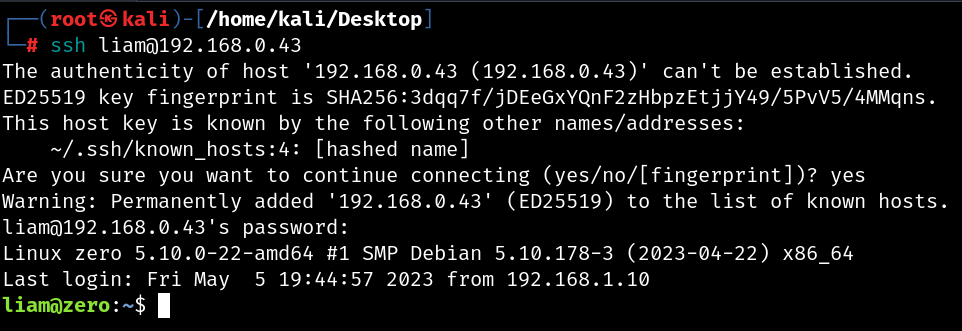 ┌──(root㉿kali)-[/home/kali/Desktop]
└─# ssh liam@192.168.0.43
The authenticity of host '192.168.0.43 (192.168.0.43)' can't be established.
ED25519 key fingerprint is SHA256:3dqq7f/jDEeGxYQnF2zHbpzEtjjY49/5PvV5/4MMqns.
This host key is known by the following other names/addresses:
    ~/.ssh/known_hosts:4: [hashed name]
Are you sure you want to continue connecting (yes/no/[fingerprint])? yes
Warning: Permanently added '192.168.0.43' (ED25519) to the list of known hosts.
liam@192.168.0.43's password:
Linux zero 5.10.0-22-amd64 #1 SMP Debian 5.10.178-3 (2023-04-22) x86_64
Last login: Fri May  5 19:44:57 2023 from 192.168.1.10
liam@zero:~$